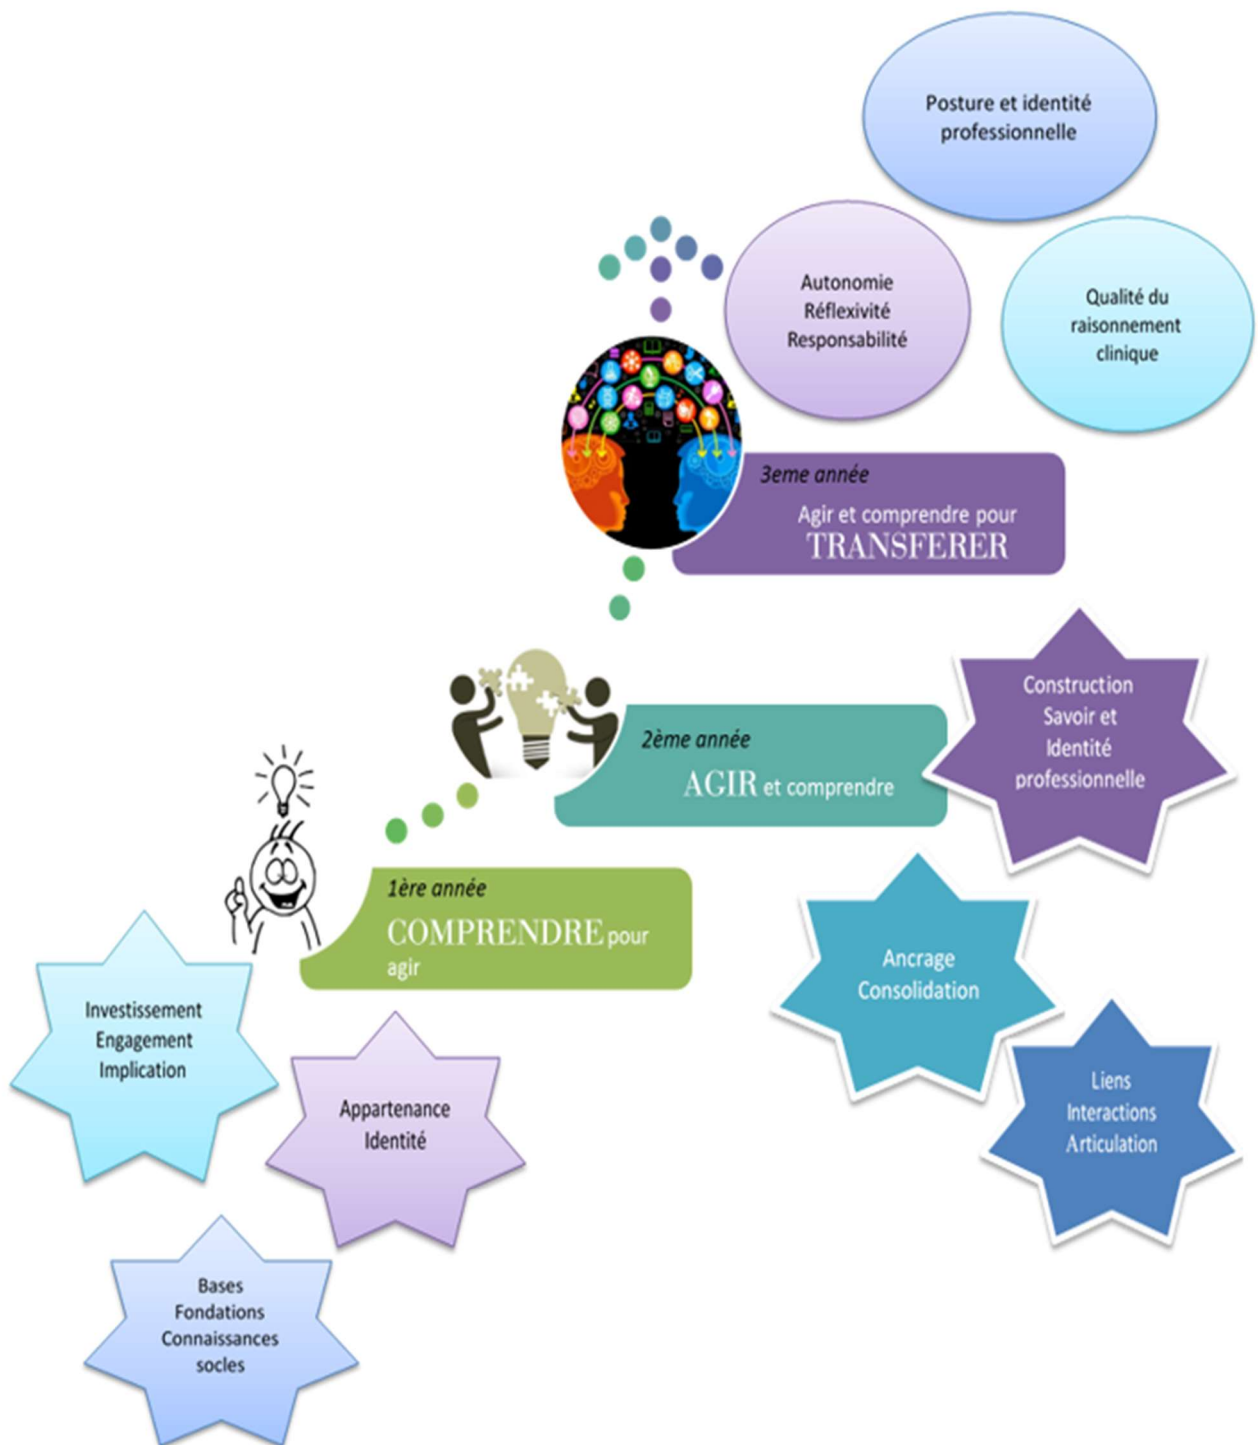 Posture et identité
professionnelle
Autonomie
Réflexivité
Responsabilité
Qualité du
raisonnement
clinique
3eme année
Agir et comprendre pour
TRANSFERER
Construction
Savoir et
Identité
professionnelle
2ème année
AGIR et comprendre
1ère année
COMPRENDRE pour
agir
Ancrage
Consolidation
Investissement
Engagement
Implication
Appartenance
Identité
Liens
Interactions
Articulation
Bases
Fondations
Connaissances
socles